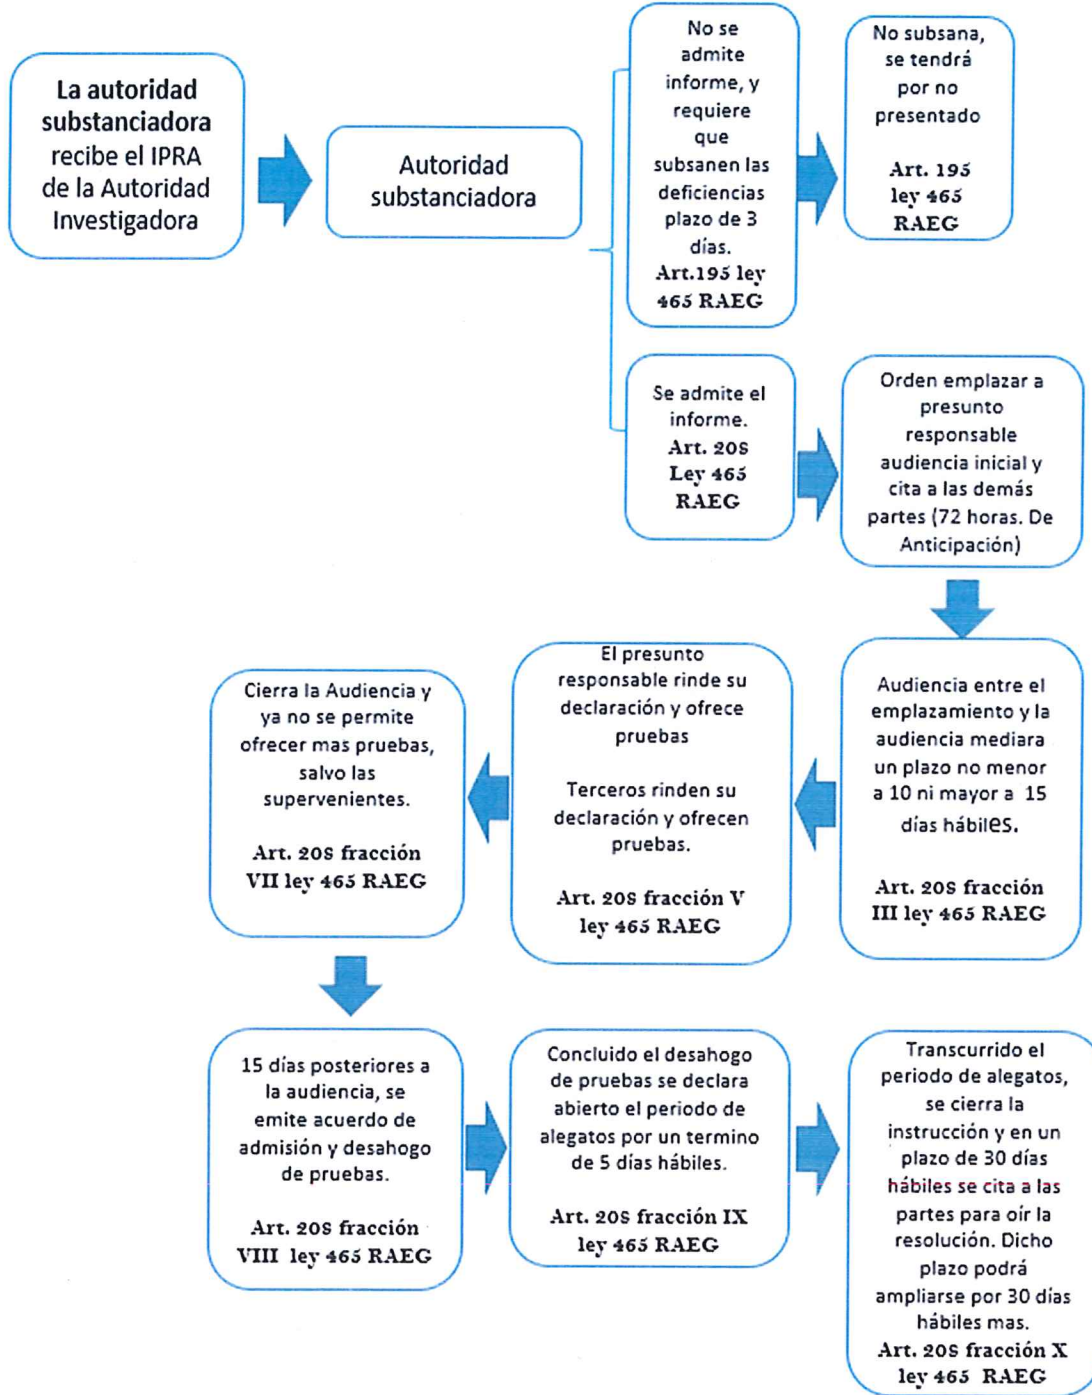 La autoridad
substanciadora
recibe el IPRA
de la Autoridad
Investigadora
Autoridad
substanciadora
No se
admite
informe, y
requiere
que
subsanen las
deficiencias
plazo de 3
días.
Art.195 ley
465 RAEG
No subsana,
se tendrá
por no
presentado
Art. 195
ley 465
RAEG
Se admite el
informe.
Art. 208
Ley 465
RAEG
Orden emplazar a
presunto
responsable
audiencia inicial y
cita a las demás
partes (72 horas. De
Anticipación)
Audiencia entre el
emplazamiento y la
audiencia mediara
un plazo no menor
a 10 ni mayor a 15
días hábiles.
Art. 208 fracción
III ley 465 RAEG
El presunto
responsable rinde su
declaración y ofrece
pruebas
Terceros rinden su
declaración y ofrecen
pruebas.
Art. 208 fracción V
ley 465 RAEG
Cierra la Audiencia y
ya no se permite
ofrecer mas pruebas,
salvo las
supervenientes.
Art. 208 fracción
VII ley 465 RAEG
15 días posteriores a
la audiencia, se
emite acuerdo de
admisión y desahogo
de pruebas.
Art. 208 fracción
VIII ley 465 RAEG
Concluido el desahogo
de pruebas se declara
abierto el periodo de
alegatos por un termino
de 5 días hábiles.
Art. 208 fracción IX
ley 465 RAEG
Transcurrido el
periodo de alegatos,
se cierra la
instrucción y en un
plazo de 30 días
hábiles se cita a las
partes para oír la
resolución. Dicho
plazo podrá
ampliarse por 30 días
hábiles mas.
Art. 208 fracción X
ley 465 RAEG